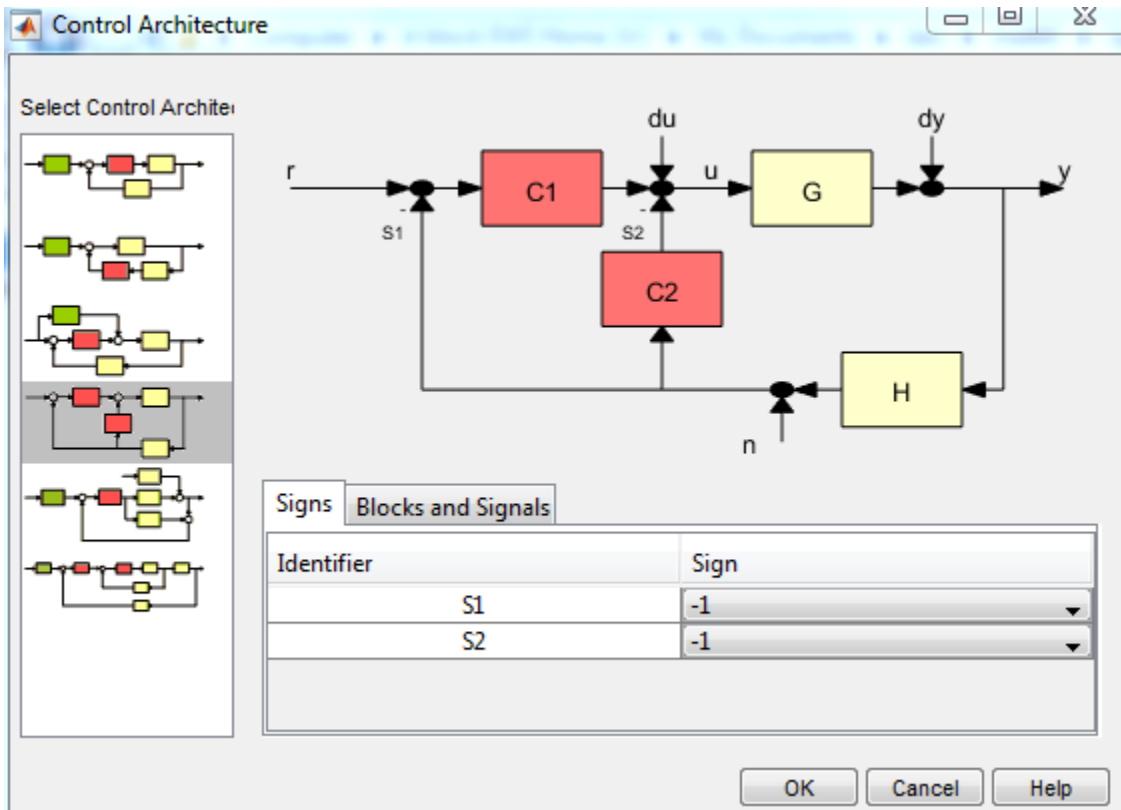 Control Architecture
Select Control Archite
du
dy
r
C1
u
G
y
-
S1
-
S2
C2
H
n
Signs Blocks and Signals
Identifier Sign
S1 -1
S2 -1
OK Cancel Help